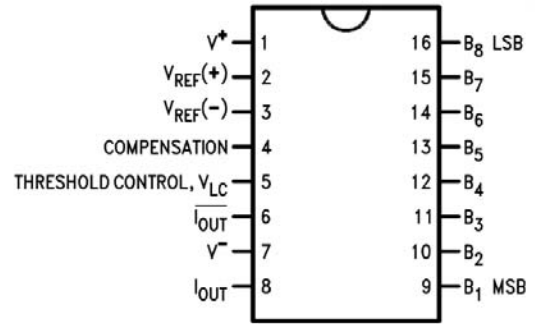 V+ 1 16 B8 LSB
VREF(+) 2 15 B7
VREF(-) 3 14 B6
COMPENSATION 4 13 B5
THRESHOLD CONTROL, VLC 5 12 B4
IOUT 6 11 B3
V- 7 10 B2
IOUT 8 9 B1 MSB